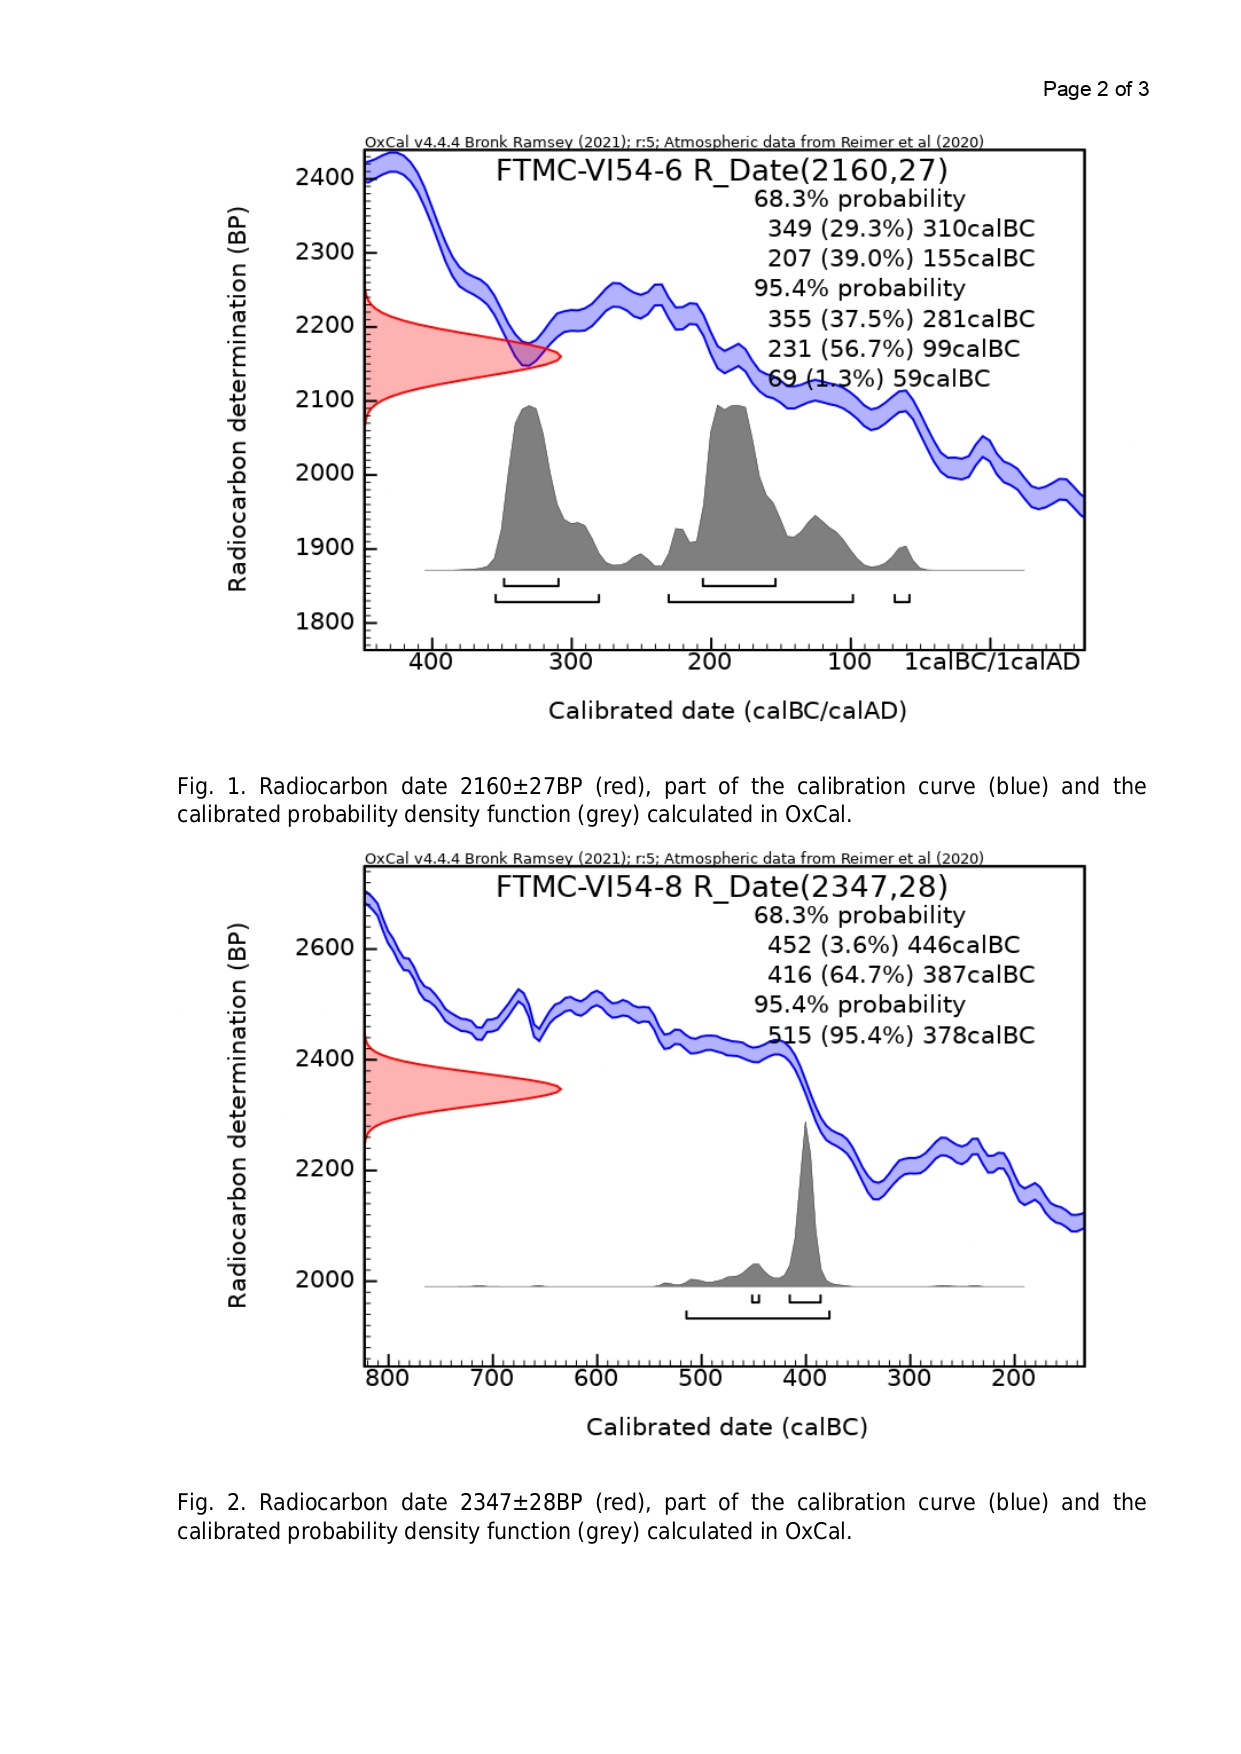 Page 2 of 3
OxCal v4.4.4 Bronk Ramsey (2021); r:5; Atmospheric data from Reimer et al (2020)
FTMC-VI54-6 R_Date(2160,27)
68.3% probability
349 (29.3%) 310calBC
207 (39.0%) 155calBC
95.4% probability
355 (37.5%) 281calBC
231 (56.7%) 99calBC
69 (1.3%) 59calBC
Radiocarbon determination (BP)
2400
2300
2200
2100
2000
1900
1800
400 300 200 100 1calBC/1calAD
Calibrated date (calBC/calAD)
Fig. 1. Radiocarbon date 2160±27BP (red), part of the calibration curve (blue) and the
calibrated probability density function (grey) calculated in OxCal.
OxCal v4.4.4 Bronk Ramsey (2021); r:5; Atmospheric data from Reimer et al (2020)
FTMC-VI54-8 R_Date(2347,28)
68.3% probability
452 (3.6%) 446calBC
416 (64.7%) 387calBC
95.4% probability
515 (95.4%) 378calBC
Radiocarbon determination (BP)
2600
2400
2200
2000
800 700 600 500 400 300 200
Calibrated date (calBC)
Fig. 2. Radiocarbon date 2347±28BP (red), part of the calibration curve (blue) and the
calibrated probability density function (grey) calculated in OxCal.